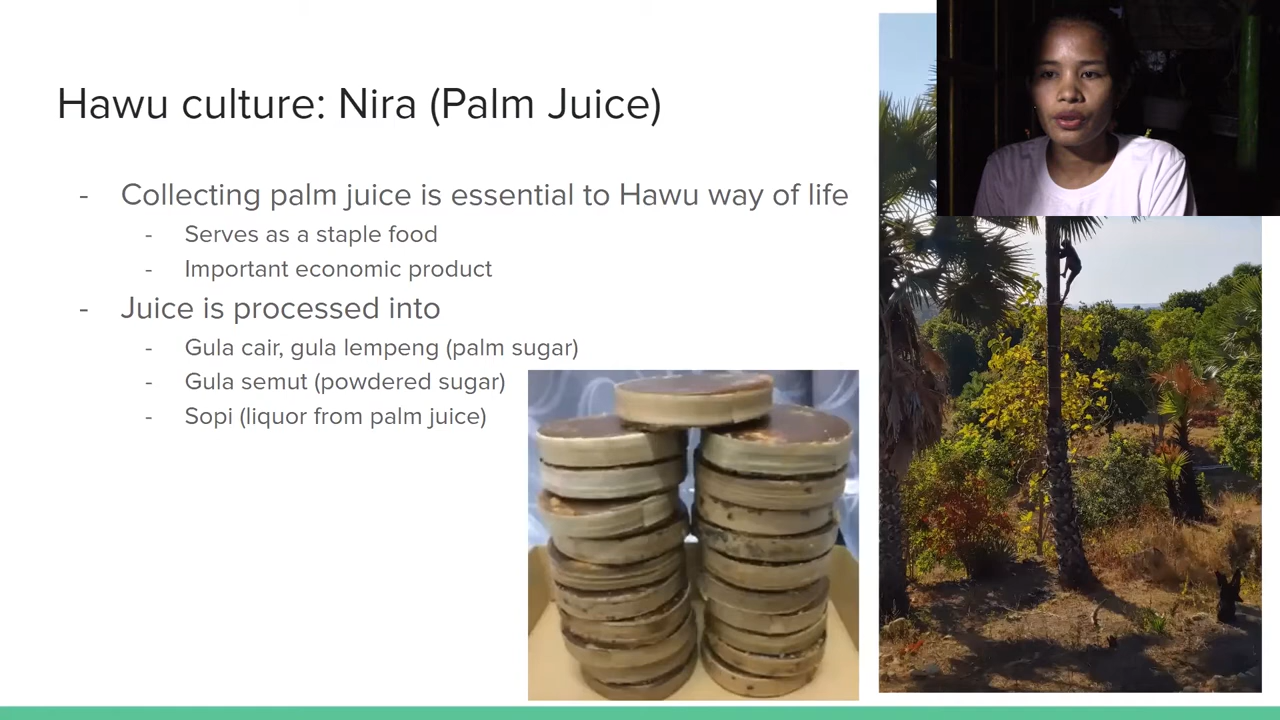 Hawu culture: Nira (Palm Juice)
- Collecting palm juice is essential to Hawu way of life
- Serves as a staple food
- Important economic product
- Juice is processed into
- Gula cair, gula lempeng (palm sugar)
- Gula semut (powdered sugar)
- Sopi (liquor from palm juice)